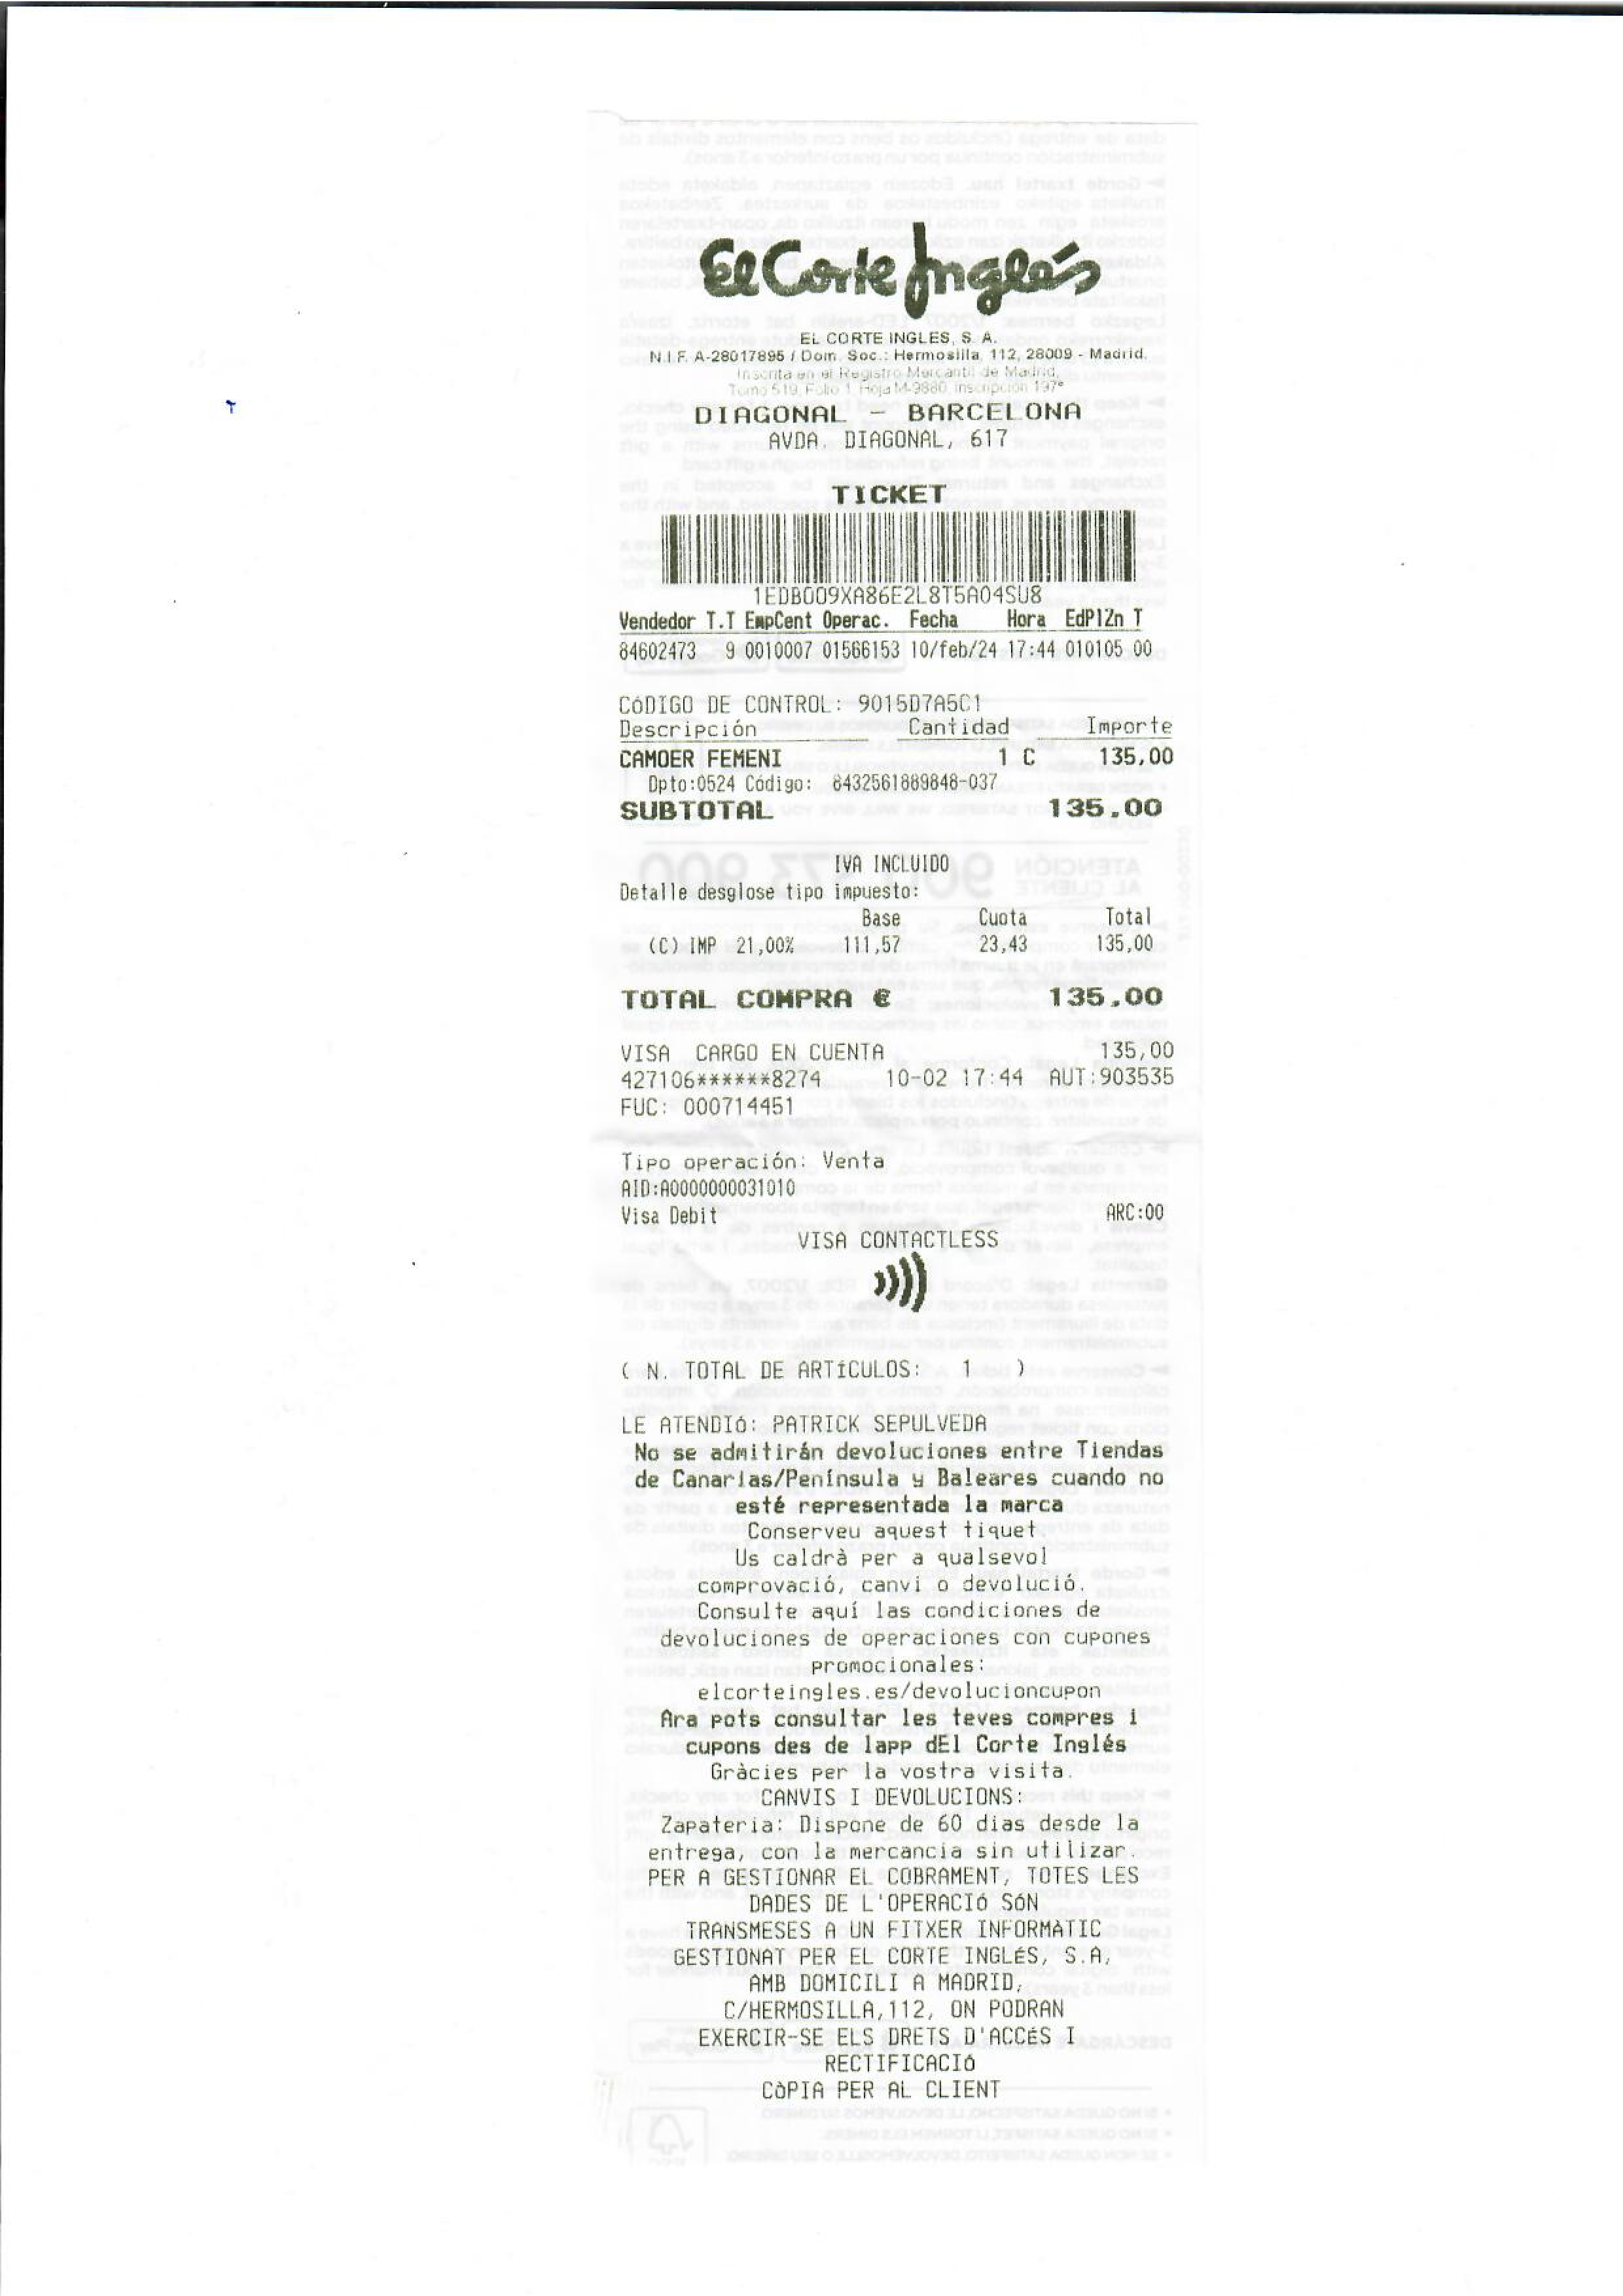 El Corte Inglés
EL CORTE INGLES, S. A.
N.I.F. A-28017895 / Dom. Soc.: Hermosilla, 112, 28009 - Madrid.
Inscrita en el Registro Mercantil de Madrid,
Tomo 519, Folio 1, Hoja M-9880, Inscripción 197ª
DIAGONAL - BARCELONA
AVDA. DIAGONAL, 617
TICKET
1EDB009XA86E2L8T5A04SU8
Vendedor T.T EmpCent Operac. Fecha Hora EdPlZn T
84602473 9 0010007 01566153 10/feb/24 17:44 010105 00
CÓDIGO DE CONTROL: 9015D7A5C1
Descripción Cantidad Importe
CAMOER FEMENI 1 C 135,00
Dpto:0524 Código: 8432561889848-037
SUBTOTAL 135.00
IVA INCLUIDO
Detalle desglose tipo impuesto:
Base Cuota Total
(C) IMP 21,00% 111,57 23,43 135,00
TOTAL COMPRA € 135.00
VISA CARGO EN CUENTA 135,00
427106******8274 10-02 17:44 AUT:903535
FUC: 000714451
Tipo operación: Venta
AID:A0000000031010
Visa Debit ARC:00
VISA CONTACTLESS
( N. TOTAL DE ARTÍCULOS: 1 )
LE ATENDIÓ: PATRICK SEPULVEDA
No se admitirán devoluciones entre Tiendas
de Canarias/Península y Baleares cuando no
esté representada la marca
Conserveu aquest tiquet
Us caldrà per a qualsevol
comprovació, canvi o devolució.
Consulte aquí las condiciones de
devoluciones de operaciones con cupones
promocionales:
elcorteingles.es/devolucioncupon
Ara pots consultar les teves compres i
cupons des de lapp dEl Corte Inglés
Gràcies per la vostra visita.
CANVIS I DEVOLUCIONS:
Zapateria: Dispone de 60 dias desde la
entrega, con la mercancia sin utilizar.
PER A GESTIONAR EL COBRAMENT, TOTES LES
DADES DE L'OPERACIÓ SÓN
TRANSMESES A UN FITXER INFORMÀTIC
GESTIONAT PER EL CORTE INGLÉS, S.A,
AMB DOMICILI A MADRID,
C/HERMOSILLA,112, ON PODRAN
EXERCIR-SE ELS DRETS D'ACCÉS I
RECTIFICACIÓ
CÒPIA PER AL CLIENT